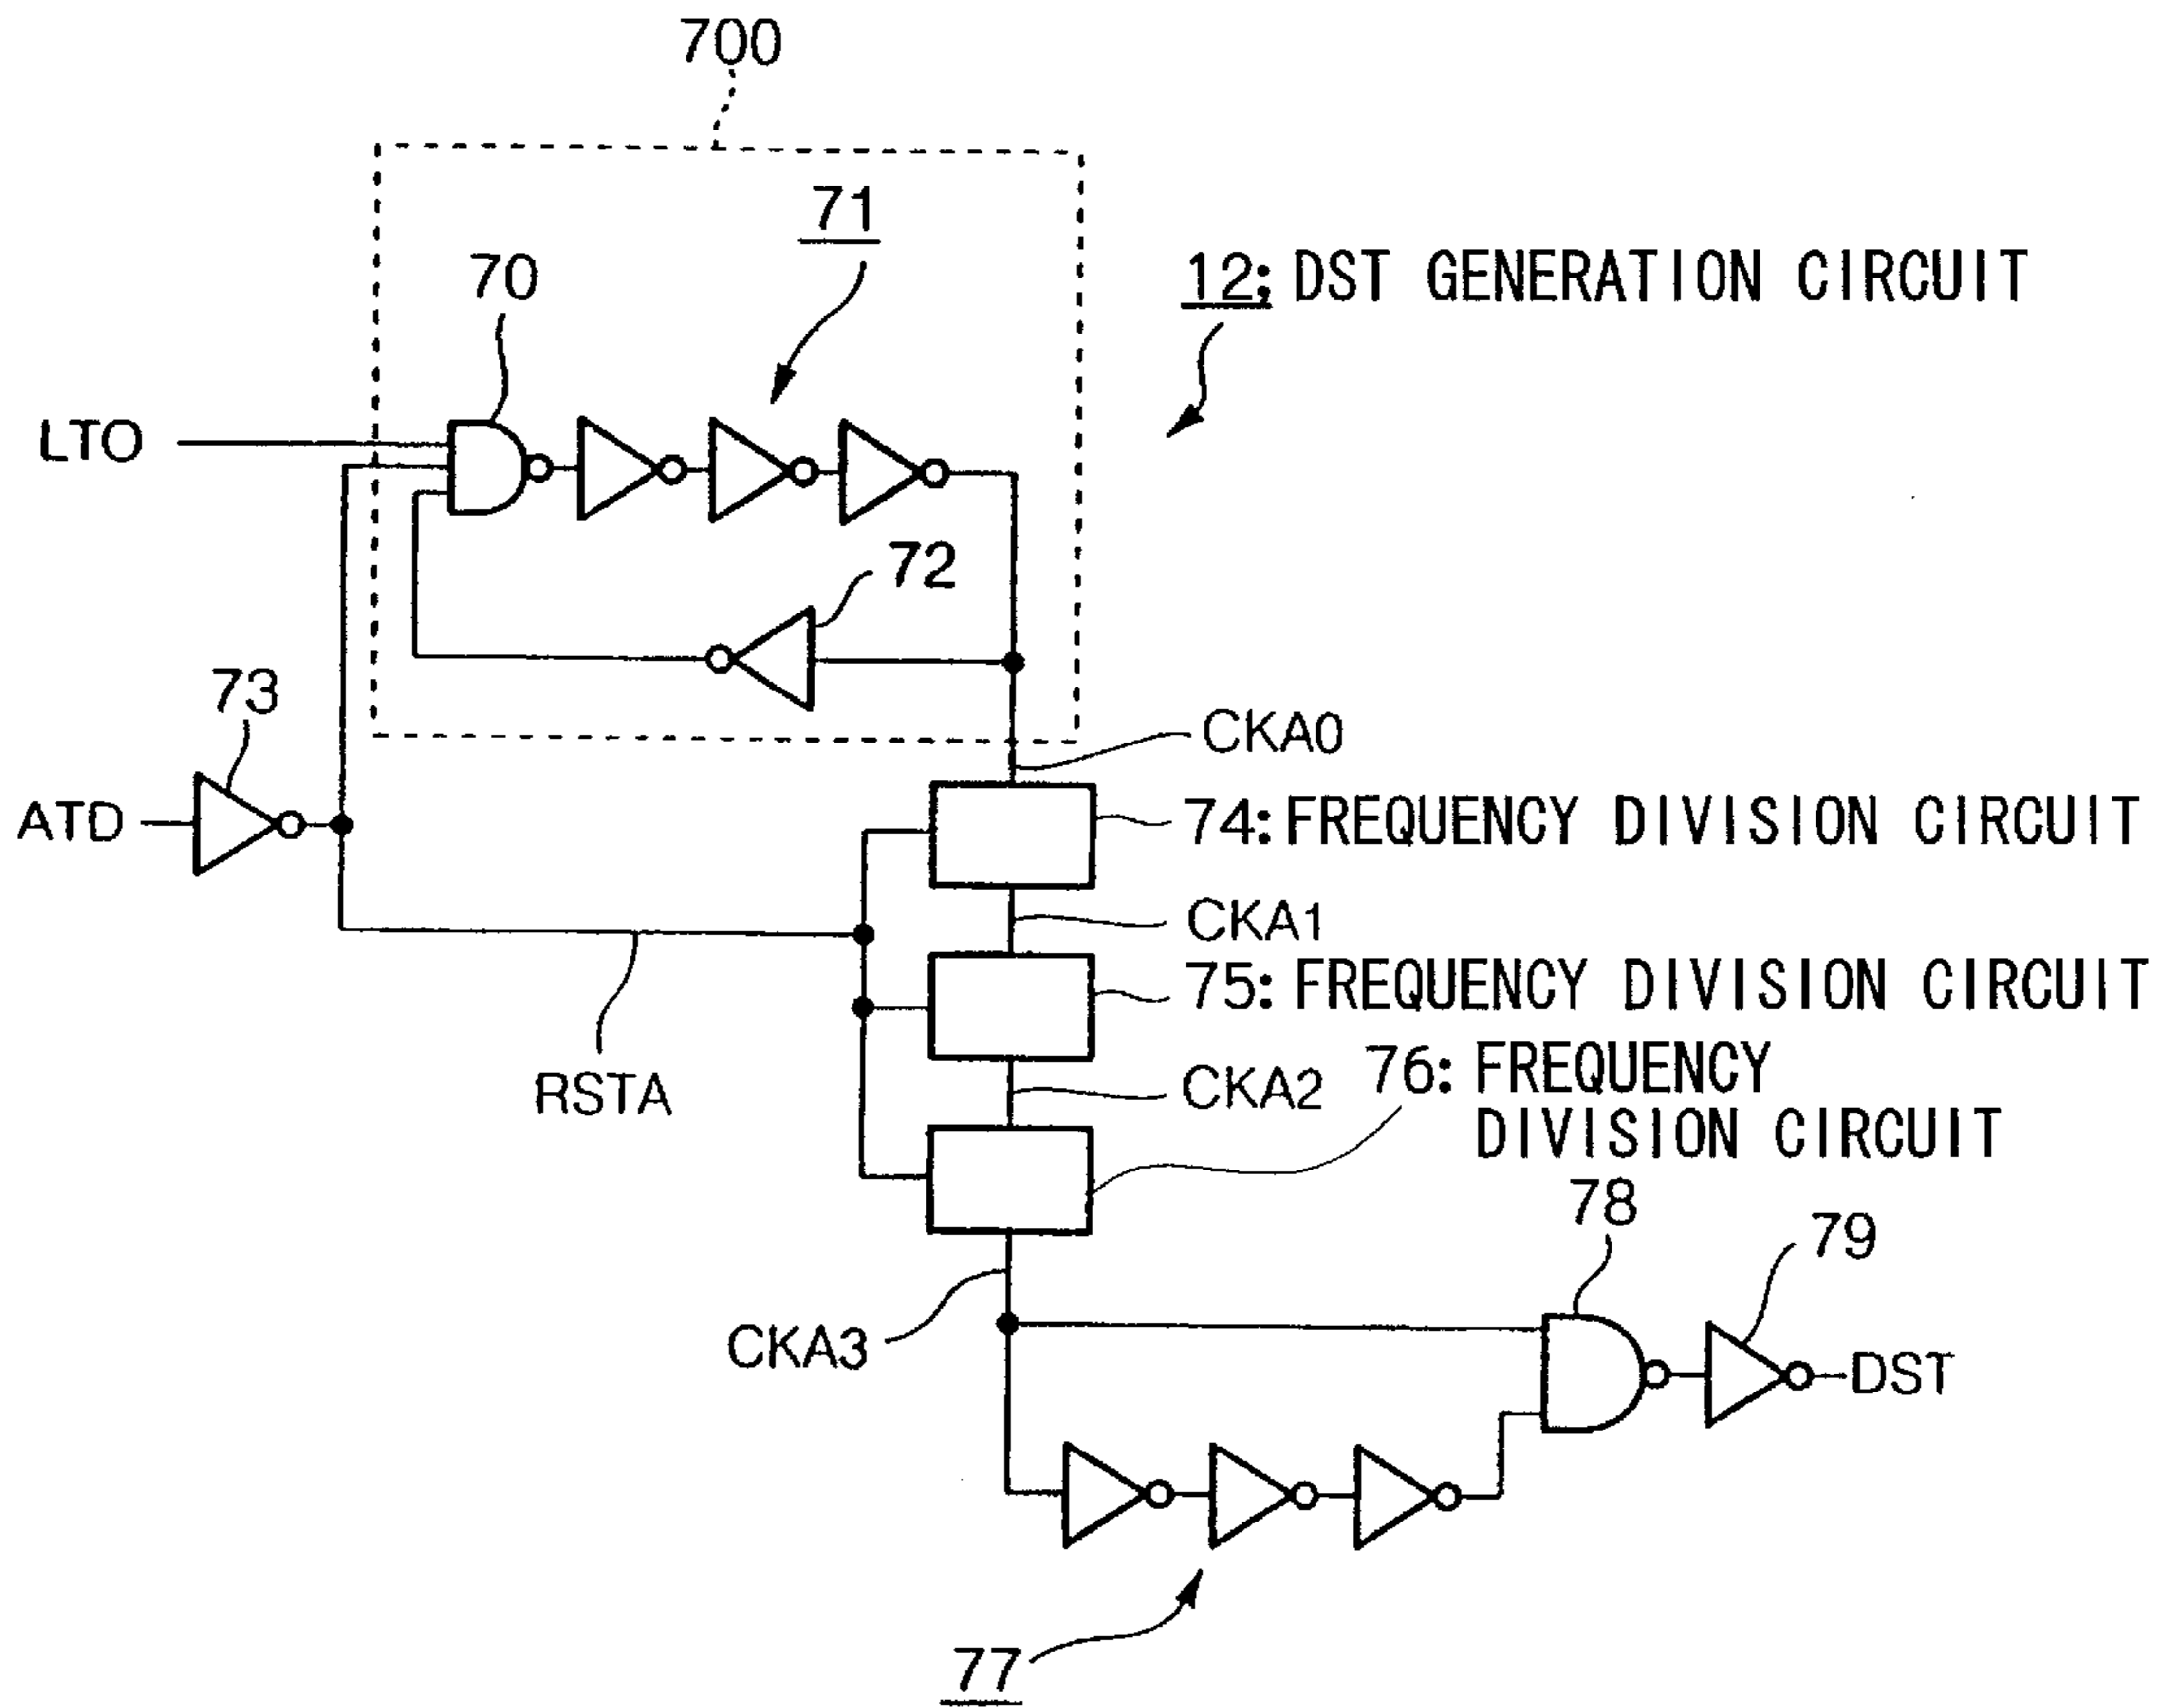 700
71
70
12; DST GENERATION CIRCUIT
LTO
72
73
CKA0
ATD
74: FREQUENCY DIVISION CIRCUIT
CKA1
75: FREQUENCY DIVISION CIRCUIT
RSTA
CKA2
76: FREQUENCY
DIVISION CIRCUIT
78
79
CKA3
DST
77